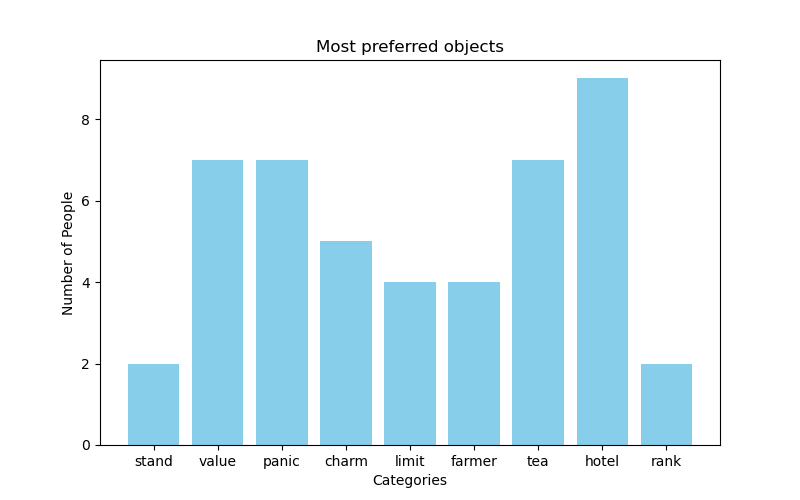 Most preferred objects
8
6
4
2
0
Number of People
stand value panic charm limit farmer tea hotel rank
Categories